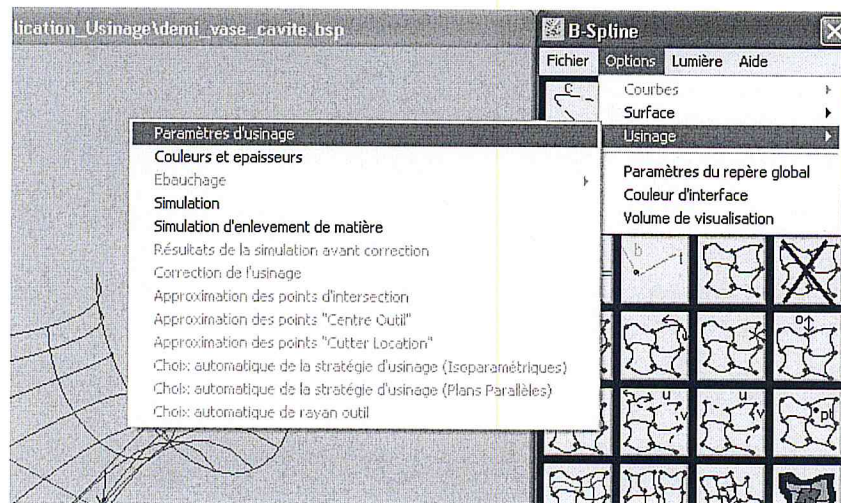 lication_Usinage\demi_vase_cavite.bsp
B-Spline
Fichier Options Lumière Aide
C
Courbes
Surface
Usinage
Paramètres du repère global
Couleur d'interface
Volume de visualisation
Paramètres d'usinage
Couleurs et epaisseurs
Ebauchage
Simulation
Simulation d'enlevement de matière
Résultats de la simulation avant correction
Correction de l'usinage
Approximation des points d'intersection
Approximation des points "Centre Outil"
Approximation des points "Cutter Location"
Choix automatique de la stratégie d'usinage (Isoparamétriques)
Choix automatique de la stratégie d'usinage (Plans Parallèles)
Choix automatique de rayan outil
b t
o
u v u v pt